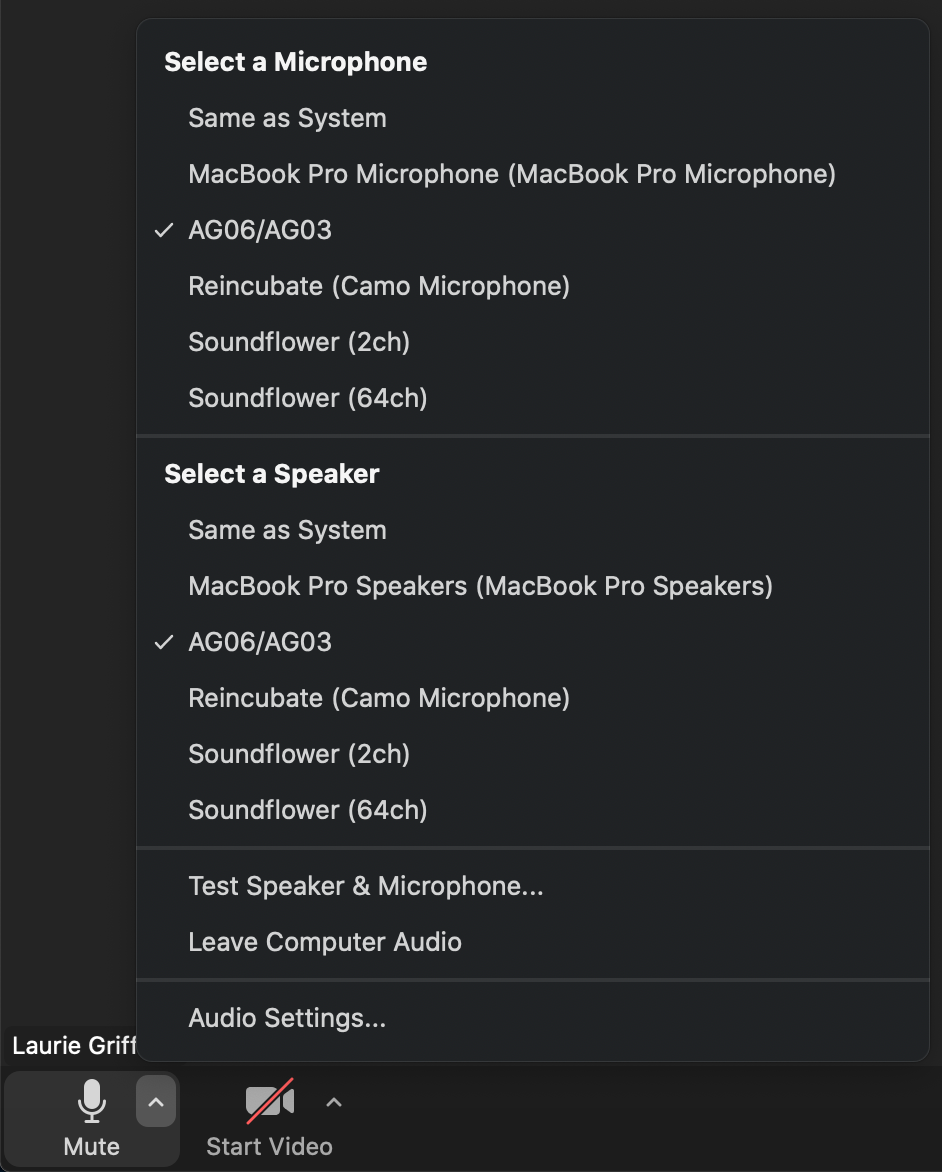 Select a Microphone
Same as System
MacBook Pro Microphone (MacBook Pro Microphone)
AG06/AG03
Reincubate (Camo Microphone)
Soundflower (2ch)
Soundflower (64ch)
Select a Speaker
Same as System
MacBook Pro Speakers (MacBook Pro Speakers)
AG06/AG03
Reincubate (Camo Microphone)
Soundflower (2ch)
Soundflower (64ch)
Test Speaker & Microphone...
Leave Computer Audio
Audio Settings...
Laurie Griff
Mute
Start Video